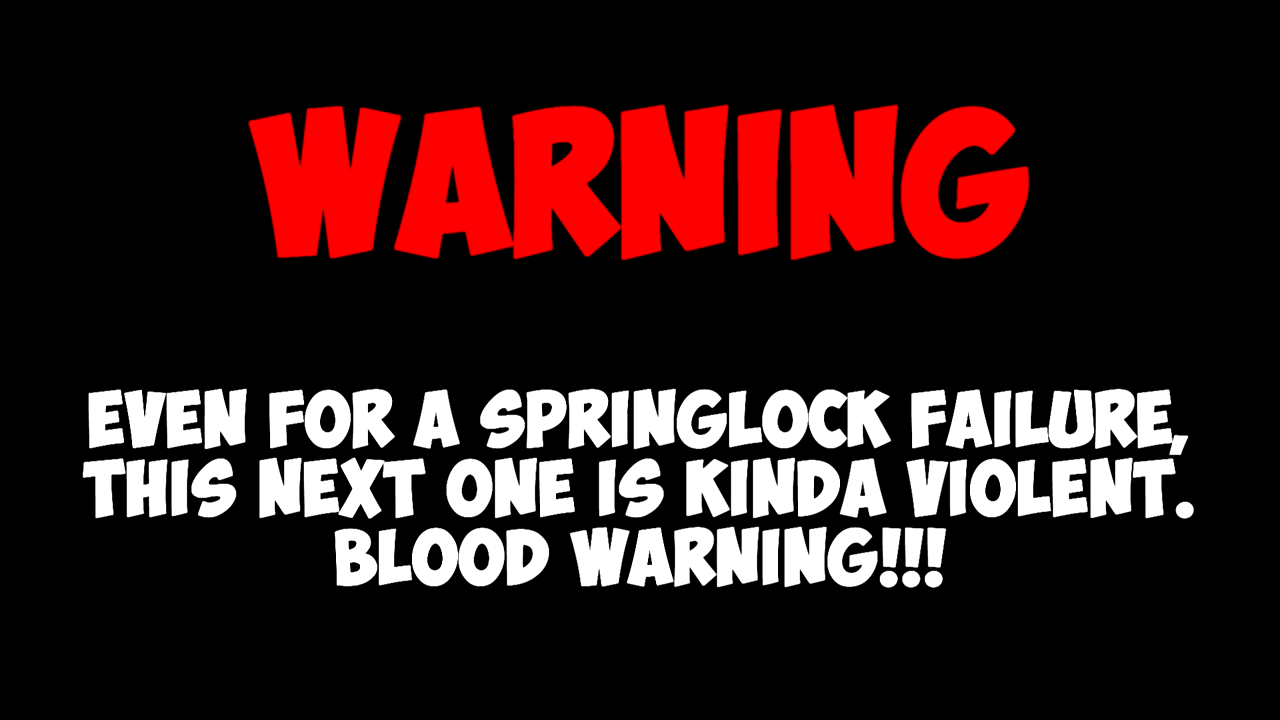 WARNING
EVEN FOR A SPRINGLOCK FAILURE,
THIS NEXT ONE IS KINDA VIOLENT.
BLOOD WARNING!!!